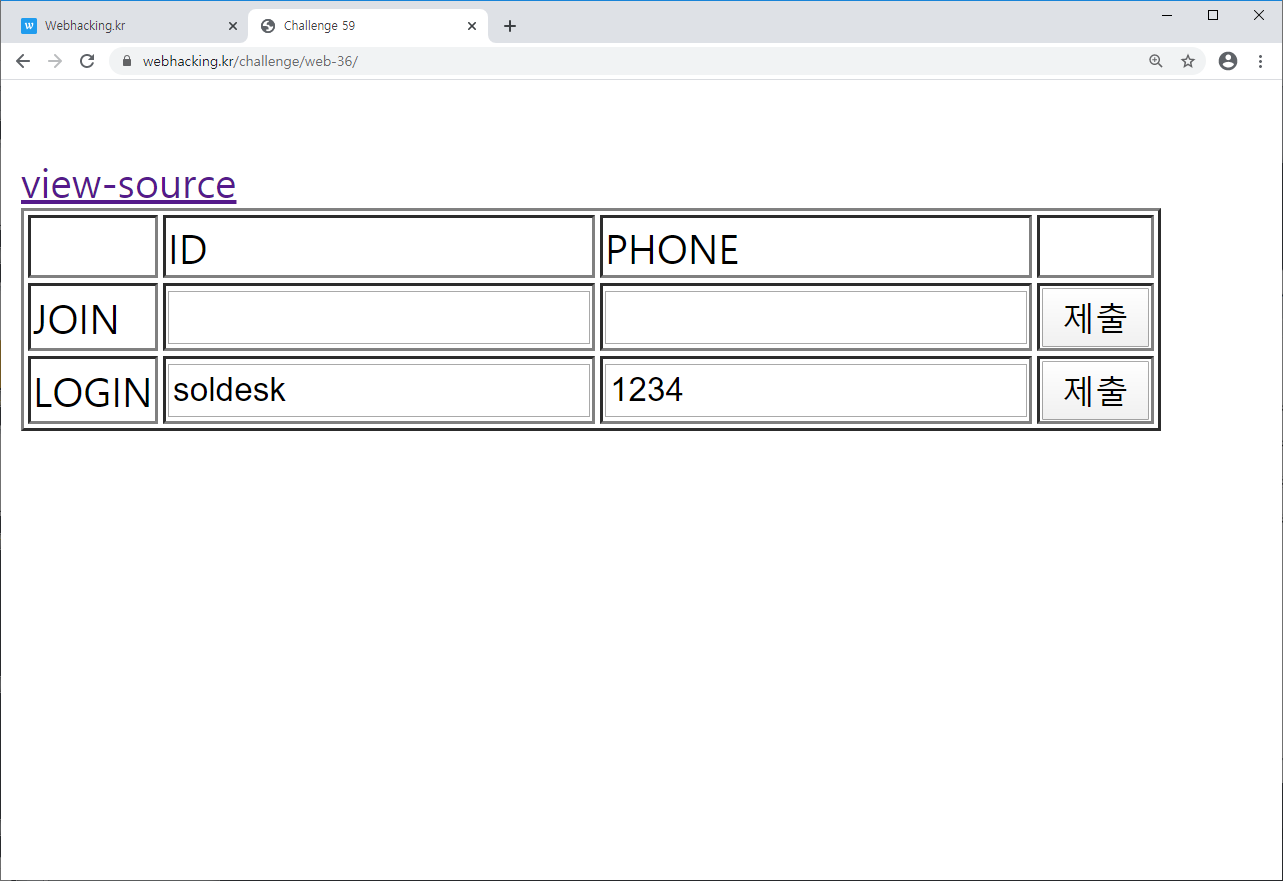 w Webhacking.kr
Challenge 59
webhacking.kr/challenge/web-36/
view-source
ID PHONE
JOIN 제출
LOGIN soldesk 1234 제출